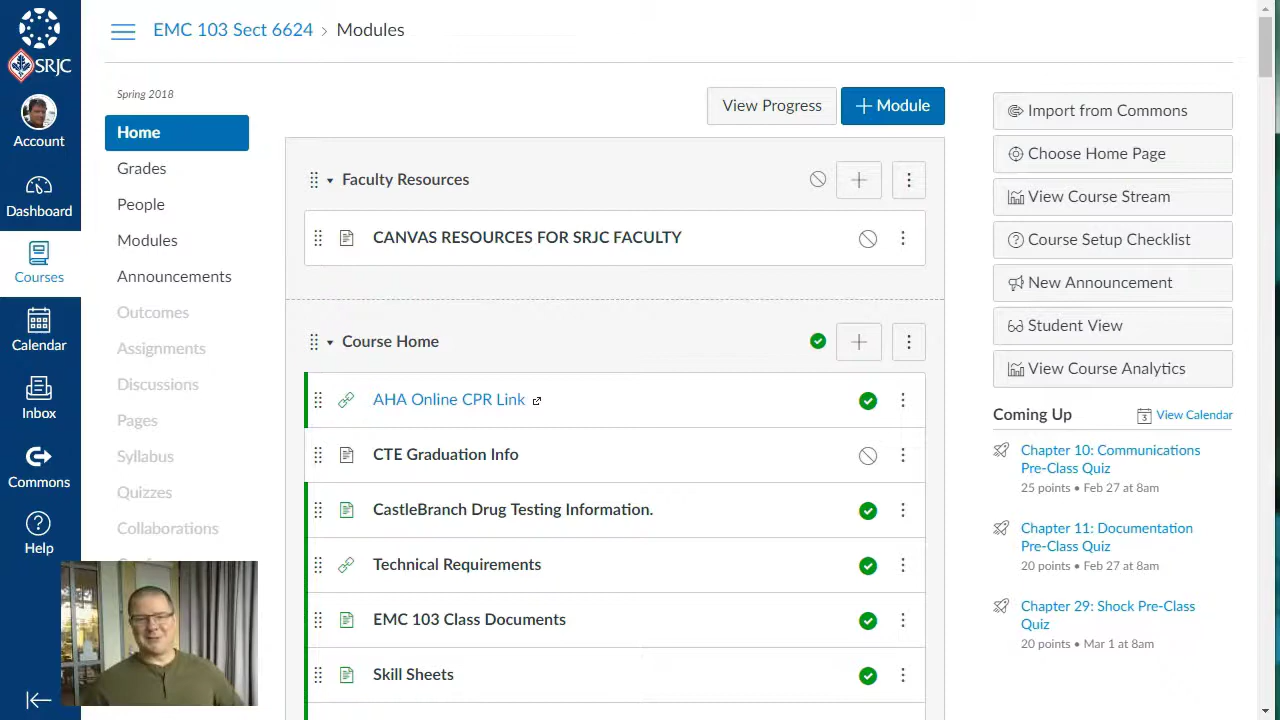 SRJC
Account
Dashboard
Courses
Calendar
Inbox
Commons
Help
EMC 103 Sect 6624 > Modules
Spring 2018
Home
Grades
People
Modules
Announcements
Outcomes
Assignments
Discussions
Pages
Syllabus
Quizzes
Collaborations
View Progress
+ Module
Faculty Resources
CANVAS RESOURCES FOR SRJC FACULTY
Course Home
AHA Online CPR Link
CTE Graduation Info
CastleBranch Drug Testing Information.
Technical Requirements
EMC 103 Class Documents
Skill Sheets
Import from Commons
Choose Home Page
View Course Stream
Course Setup Checklist
New Announcement
Student View
View Course Analytics
Coming Up
3 View Calendar
Chapter 10: Communications
Pre-Class Quiz
25 points • Feb 27 at 8am
Chapter 11: Documentation
Pre-Class Quiz
20 points • Feb 27 at 8am
Chapter 29: Shock Pre-Class
Quiz
20 points • Mar 1 at 8am